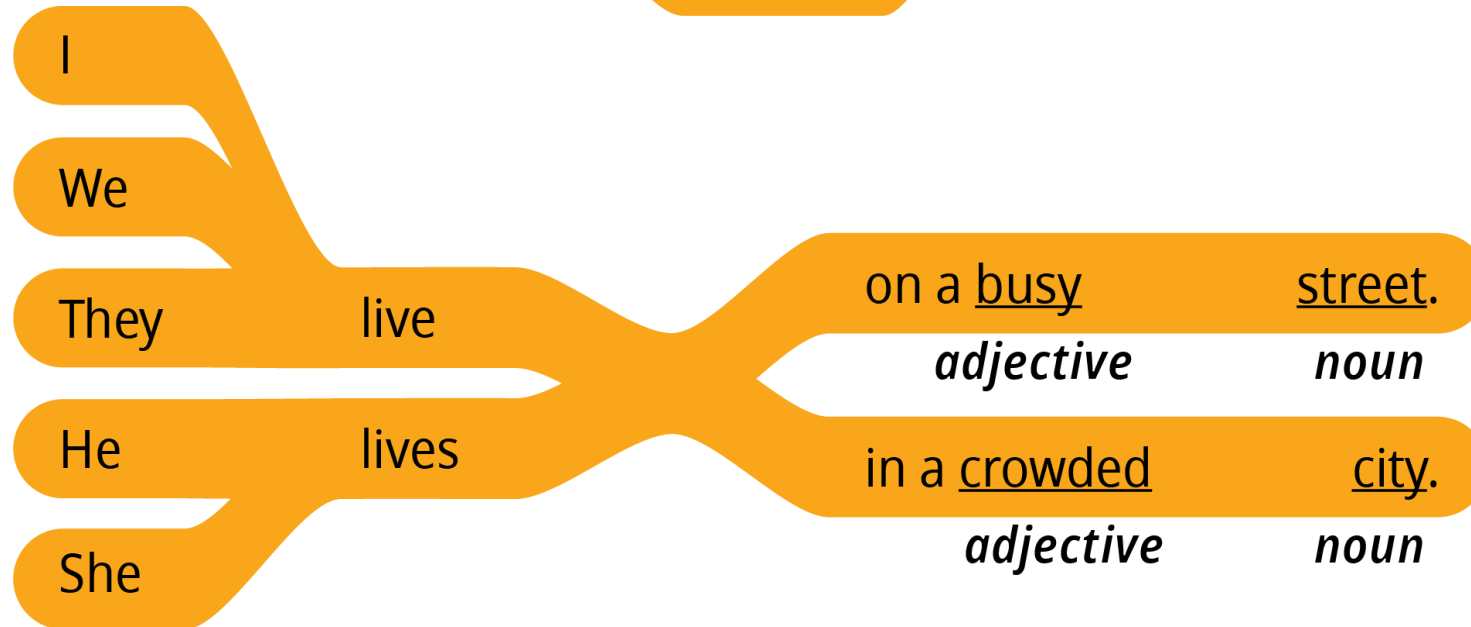 I
We
They live
He lives
She
on a busy street.
adjective noun
in a crowded city.
adjective noun